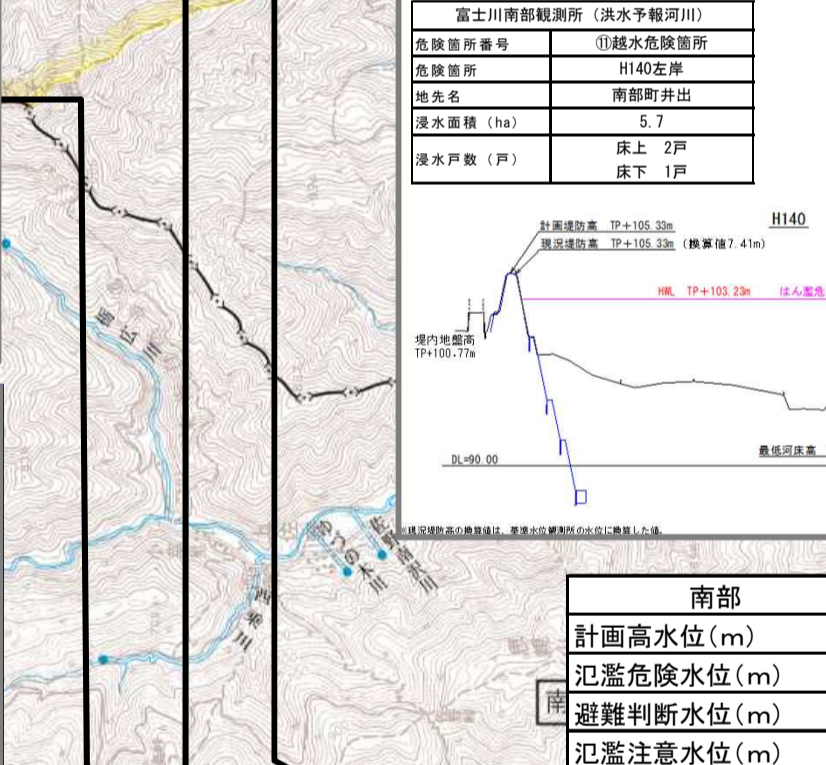 富士川南部観測所（洪水予報河川）
危険箇所番号 ⑪越水危険箇所
危険箇所 H140左岸
地先名 南部町井出
浸水面積（ha） 5.7
浸水戸数（戸） 床上 2戸
床下 1戸
H140
計画堤防高 TP+105.33m
現況堤防高 TP+105.33m (換算値7.41m)
HWL TP+103.23m はん濫危
堤内地盤高
TP+100.77m
DL=90.00
最低河床高
※現況堤防高の換算値は、基準水位観測所の水位に換算した値。
佐野南沢川
南
南部
計画高水位(m)
氾濫危険水位(m)
避難判断水位(m)
氾濫注意水位(m)